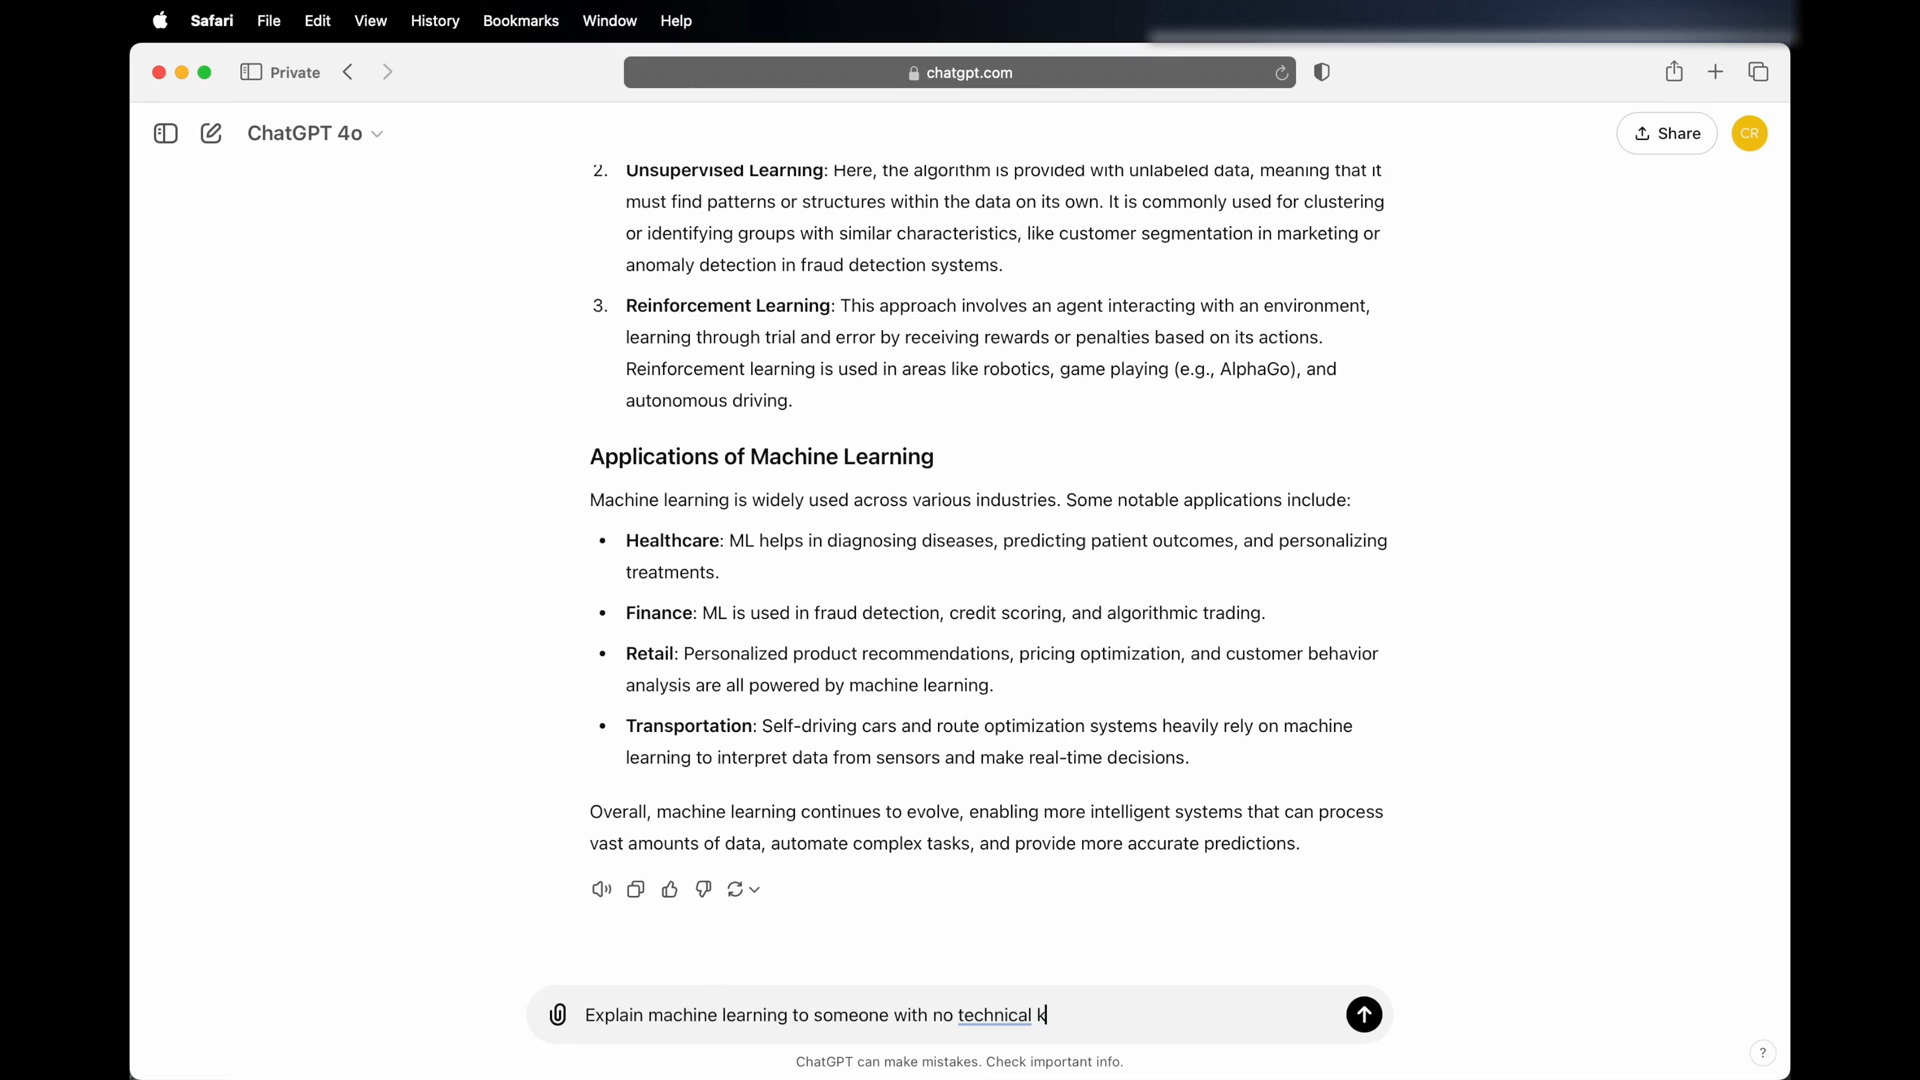 Safari File Edit View History Bookmarks Window Help
Private chatgpt.com
ChatGPT 4o Share CR
2. Unsupervised Learning: Here, the algorithm is provided with unlabeled data, meaning that it
must find patterns or structures within the data on its own. It is commonly used for clustering
or identifying groups with similar characteristics, like customer segmentation in marketing or
anomaly detection in fraud detection systems.
3. Reinforcement Learning: This approach involves an agent interacting with an environment,
learning through trial and error by receiving rewards or penalties based on its actions.
Reinforcement learning is used in areas like robotics, game playing (e.g., AlphaGo), and
autonomous driving.
Applications of Machine Learning
Machine learning is widely used across various industries. Some notable applications include:
• Healthcare: ML helps in diagnosing diseases, predicting patient outcomes, and personalizing
treatments.
• Finance: ML is used in fraud detection, credit scoring, and algorithmic trading.
• Retail: Personalized product recommendations, pricing optimization, and customer behavior
analysis are all powered by machine learning.
• Transportation: Self-driving cars and route optimization systems heavily rely on machine
learning to interpret data from sensors and make real-time decisions.
Overall, machine learning continues to evolve, enabling more intelligent systems that can process
vast amounts of data, automate complex tasks, and provide more accurate predictions.
Explain machine learning to someone with no technical k
ChatGPT can make mistakes. Check important info.
?